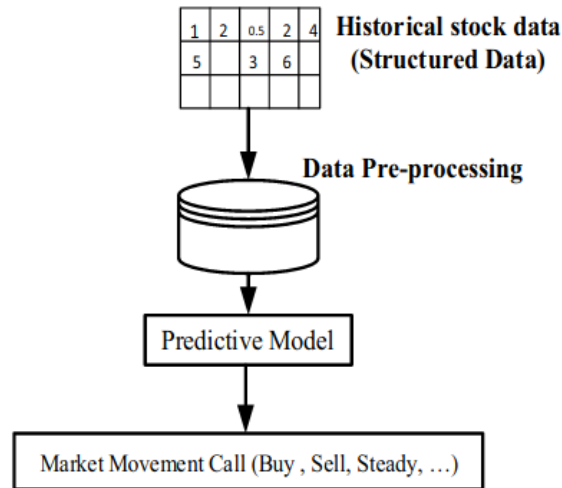 1 2 0.5 2 4
5 3 6
Historical stock data
(Structured Data)
Data Pre-processing
Predictive Model
Market Movement Call (Buy , Sell, Steady, …)